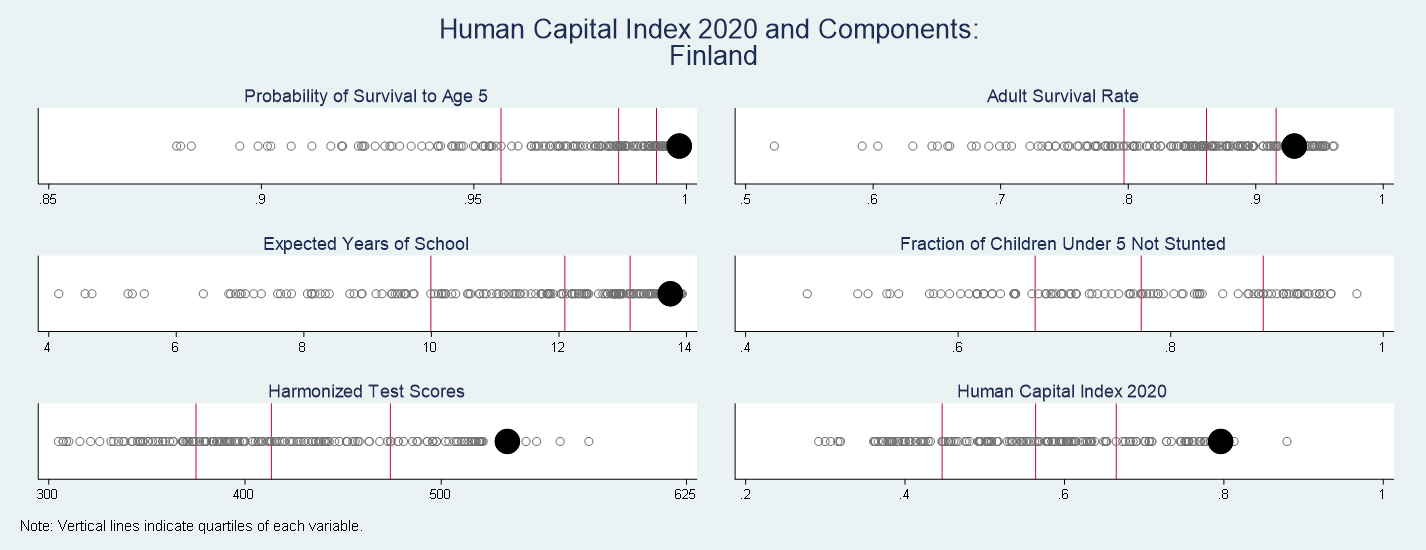 Human Capital Index 2020 and Components:
Finland
Probability of Survival to Age 5
.85 .9 .95 1
Adult Survival Rate
.5 .6 .7 .8 .9 1
Expected Years of School
4 6 8 10 12 14
Fraction of Children Under 5 Not Stunted
.4 .6 .8 1
Harmonized Test Scores
300 400 500 625
Human Capital Index 2020
.2 .4 .6 .8 1
Note: Vertical lines indicate quartiles of each variable.